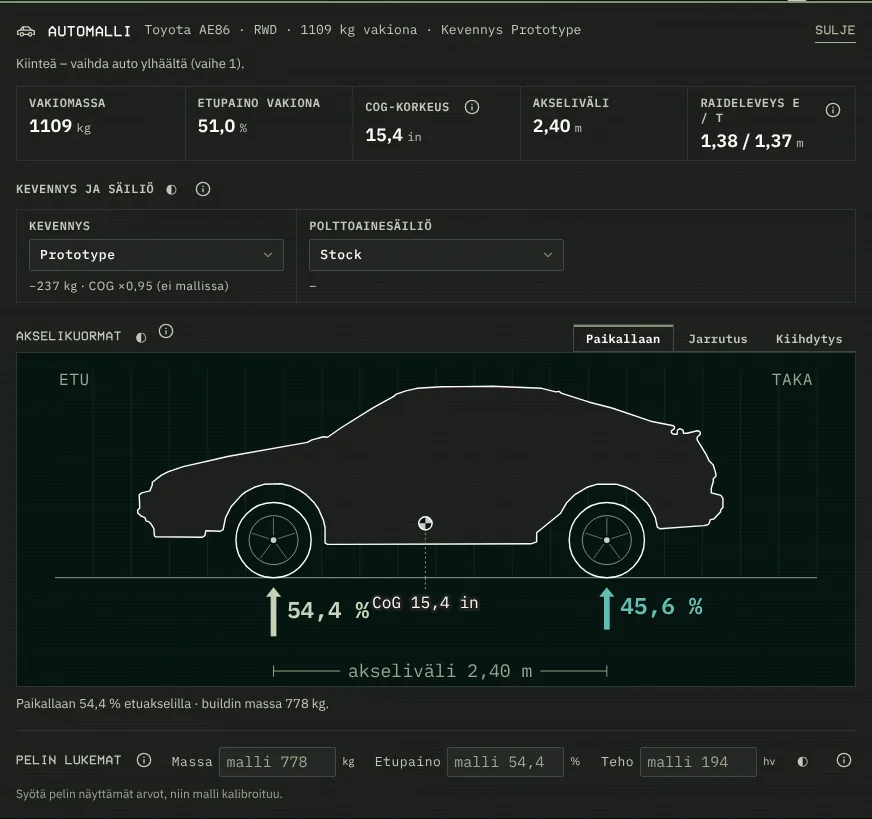 AUTOMALLI Toyota AE86 · RWD · 1109 kg vakiona · Kevennys Prototype SULJE
Kiinteä – vaihda auto ylhäältä (vaihe 1).
VAKIOMASSA
1109 kg
ETUPAINO VAKIONA
51,0 %
COG-KORKEUS
15,4 in
AKSELIVÄLI
2,40 m
RAIDELEVEYS E
/ T
1,38 / 1,37 m
KEVENNYS JA SÄILIÖ
KEVENNYS
Prototype
−237 kg · COG ×0,95 (ei mallissa)
POLTTOAINESÄILIÖ
Stock
–
AKSELIKUORMAT
Paikallaan Jarrutus Kiihdytys
ETU TAKA
54,4 % CoG 15,4 in 45,6 %
akseliväli 2,40 m
Paikallaan 54,4 % etuakselilla · buildin massa 778 kg.
PELIN LUKEMAT Massa malli 778 kg Etupaino malli 54,4 % Teho malli 194 hv
Syötä pelin näyttämät arvot, niin malli kalibroituu.